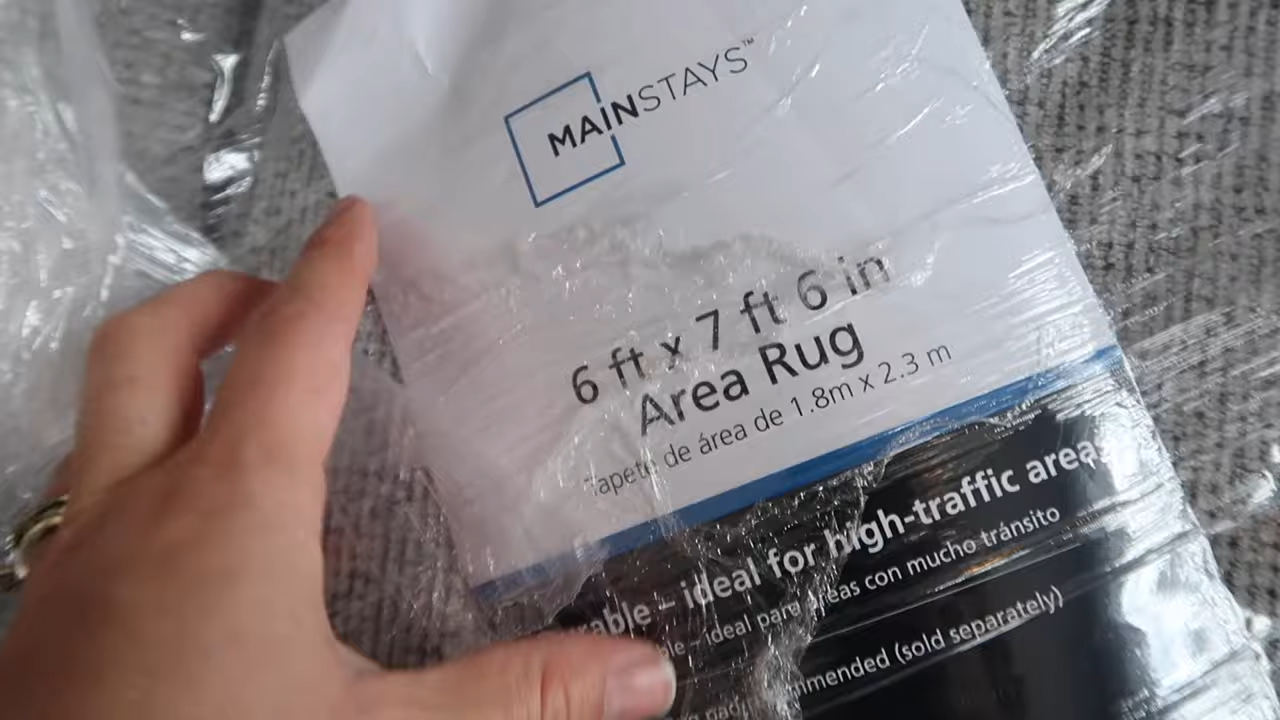 MAINSTAYS™
6 ft x 7 ft 6 in
Area Rug
Tapete de área de 1.8m x 2.3 m
– ideal for high-traffic areas
– ideal para áreas con mucho tránsito
(sold separately)